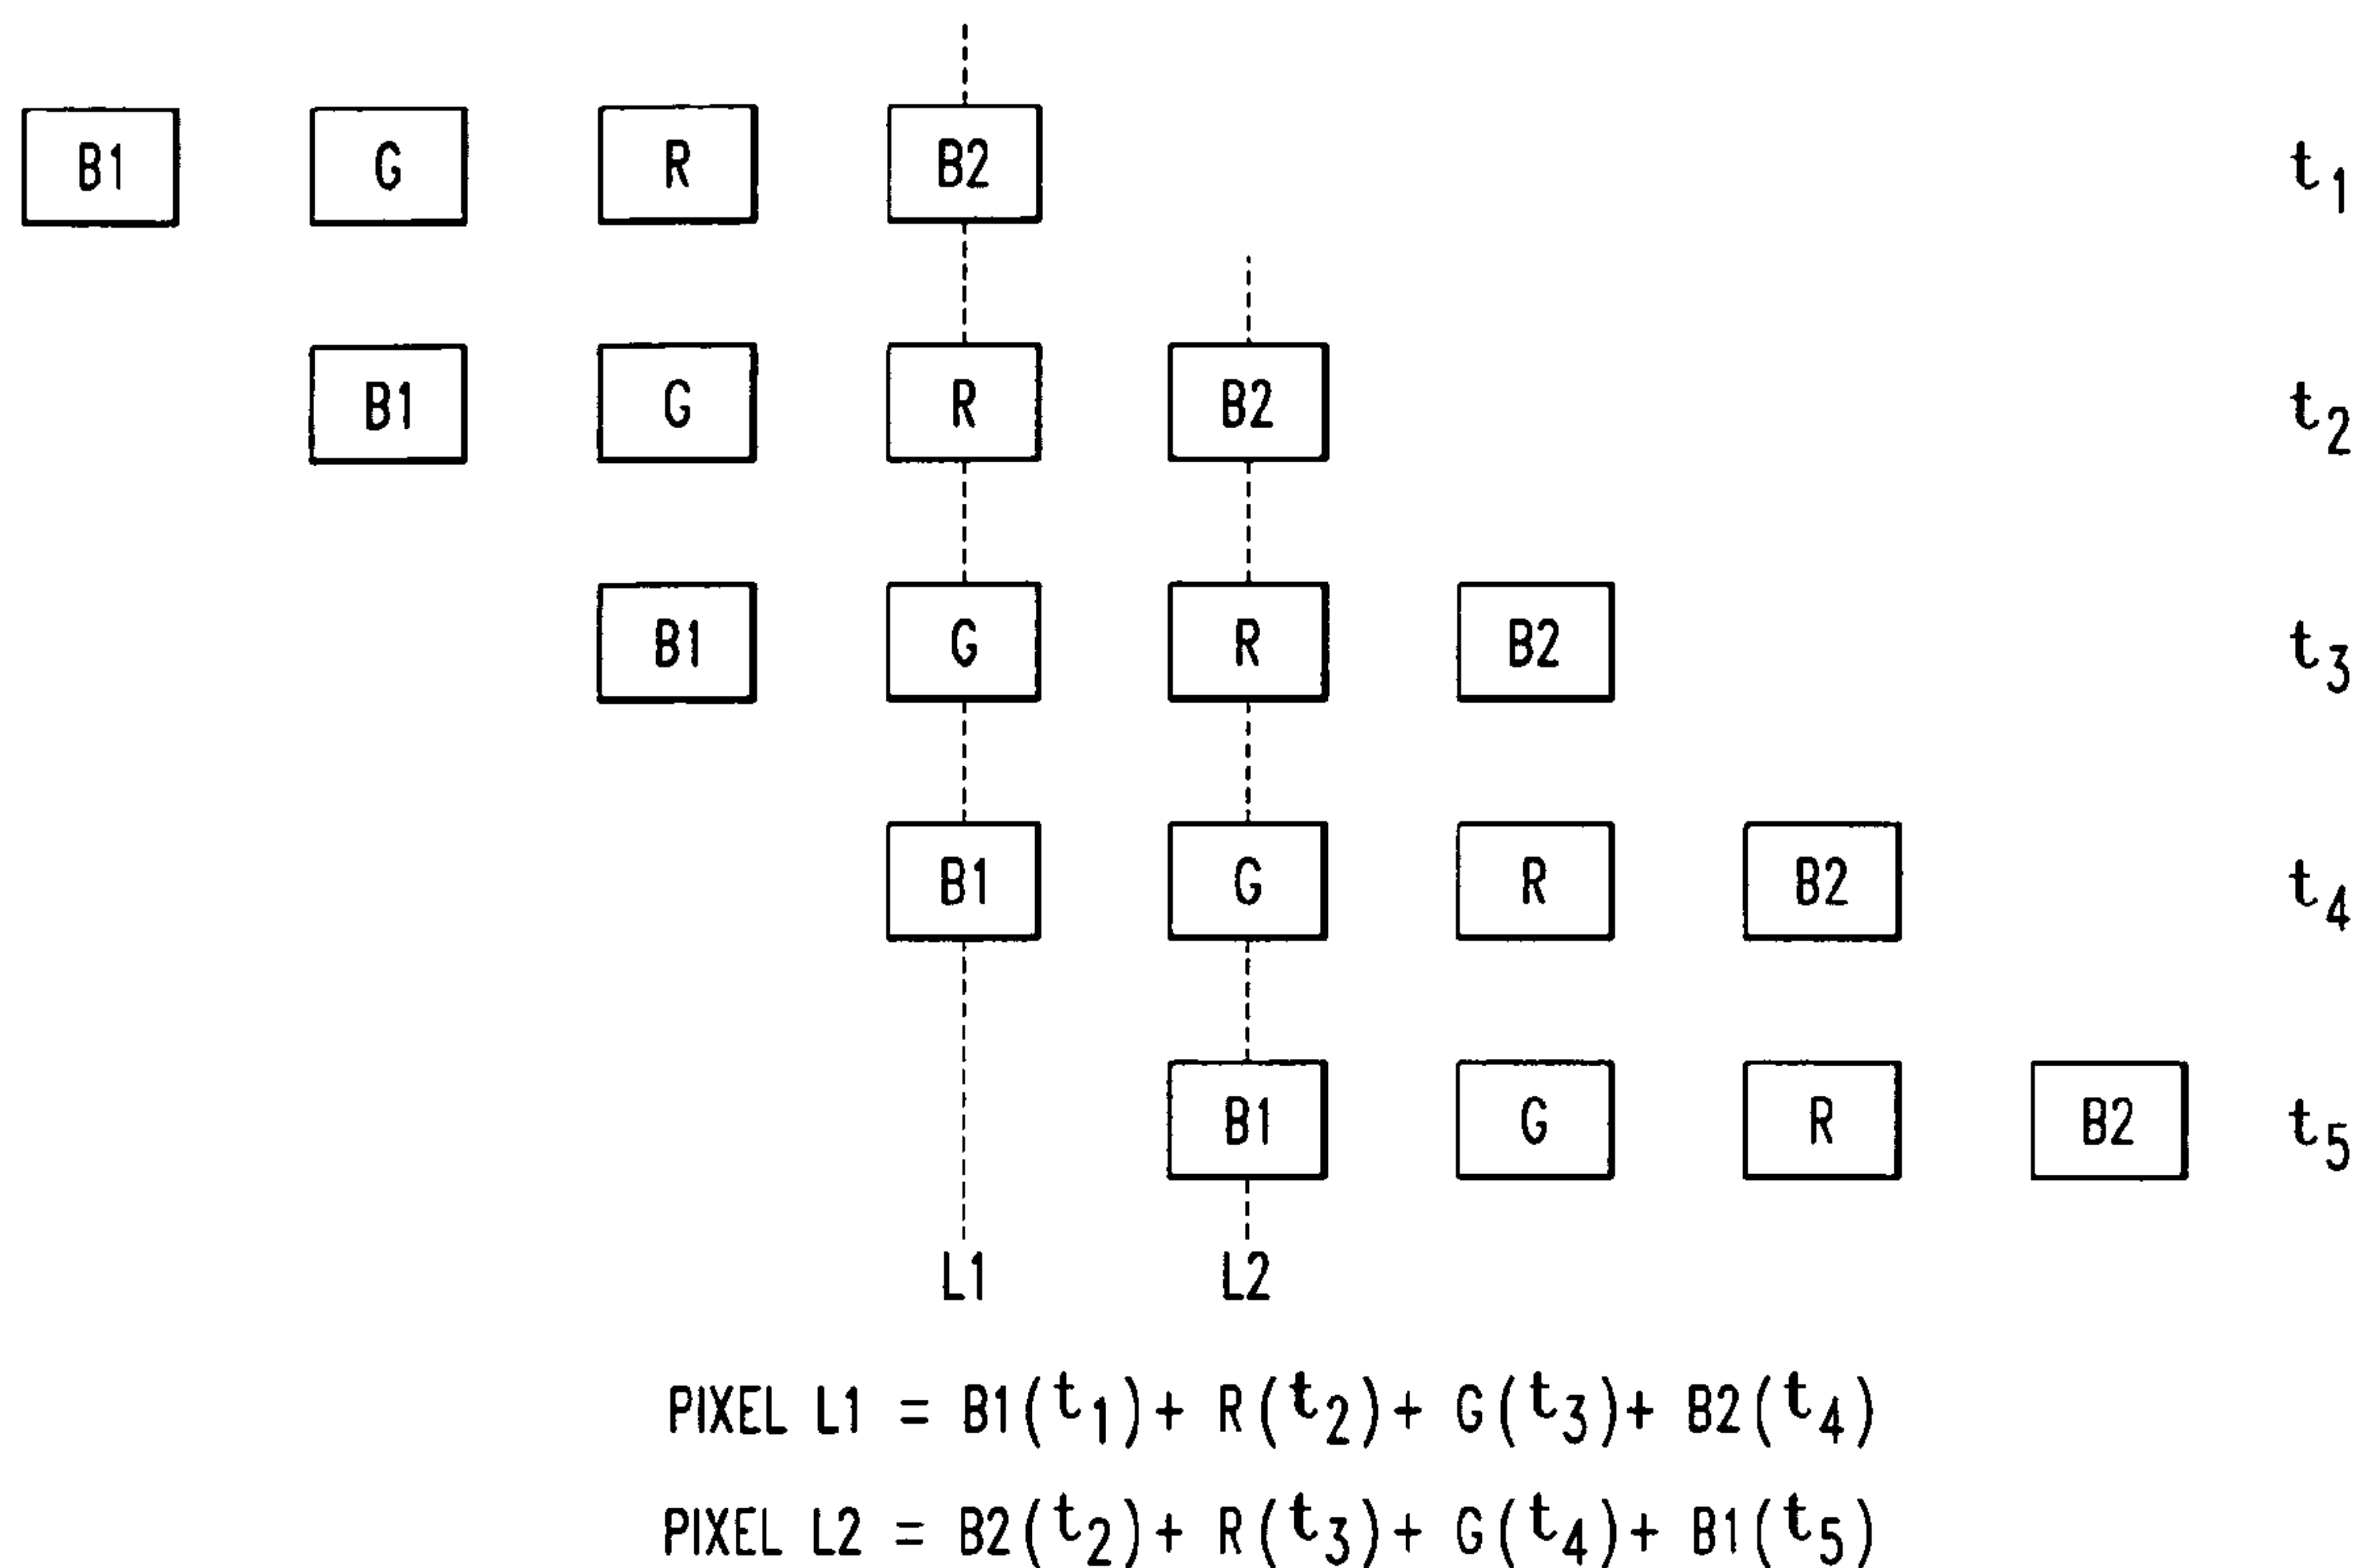 B1 G R B2 t₁
B1 G R B2 t₂
B1 G R B2 t₃
B1 G R B2 t₄
B1 G R B2 t₅
L1 L2
PIXEL L1 = B1(t₁)+ R(t₂)+ G(t₃)+ B2(t₄)
PIXEL L2 = B2(t₂)+ R(t₃)+ G(t₄)+ B1(t₅)